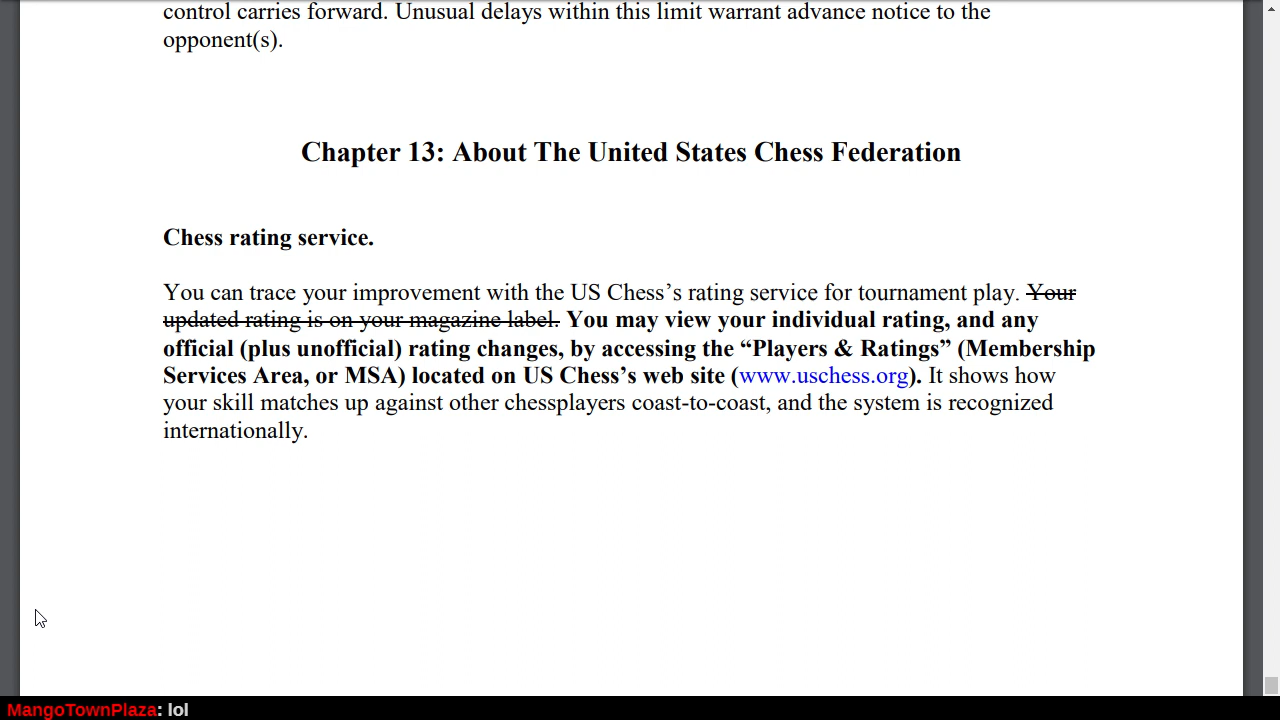 control carries forward. Unusual delays within this limit warrant advance notice to the
opponent(s).
Chapter 13: About The United States Chess Federation
Chess rating service.
You can trace your improvement with the US Chess’s rating service for tournament play. Your
updated rating is on your magazine label. You may view your individual rating, and any
official (plus unofficial) rating changes, by accessing the “Players & Ratings” (Membership
Services Area, or MSA) located on US Chess’s web site (www.uschess.org). It shows how
your skill matches up against other chessplayers coast-to-coast, and the system is recognized
internationally.
MangoTownPlaza: lol